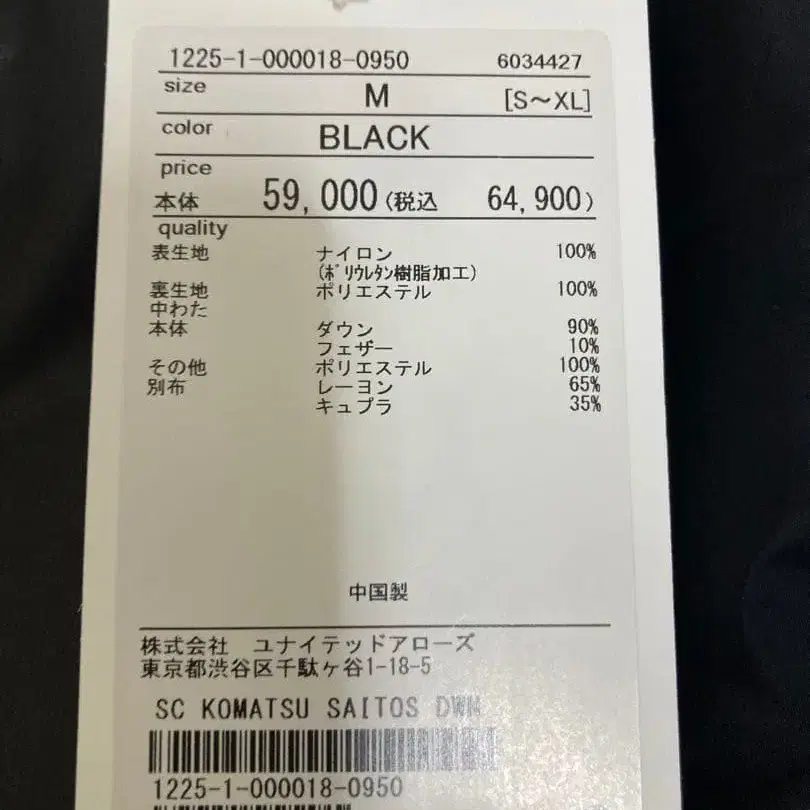 1225-1-000018-0950 6034427
size M [S～XL]
color BLACK
price
本体 59,000(税込 64,900)
quality
表生地 ナイロン 100%
(ポリウレタン樹脂加工)
裏生地 ポリエステル 100%
中わた
本体 ダウン 90%
フェザー 10%
その他 ポリエステル 100%
別布 レーヨン 65%
キュプラ 35%
中国製
株式会社 ユナイテッドアローズ
東京都渋谷区千駄ヶ谷1-18-5
SC KOMATSU SAITOS DWN
1225-1-000018-0950